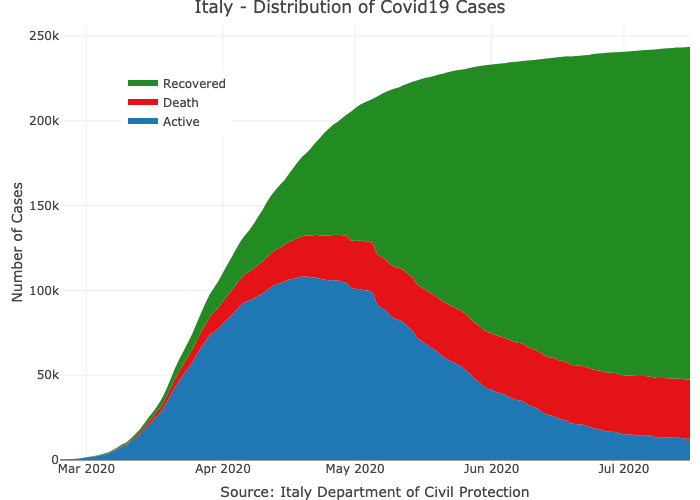 Italy - Distribution of Covid19 Cases
250k
Recovered
Death
Active
200k
150k
Number of Cases
100k
50k
0
Mar 2020 Apr 2020 May 2020 Jun 2020 Jul 2020
Source: Italy Department of Civil Protection